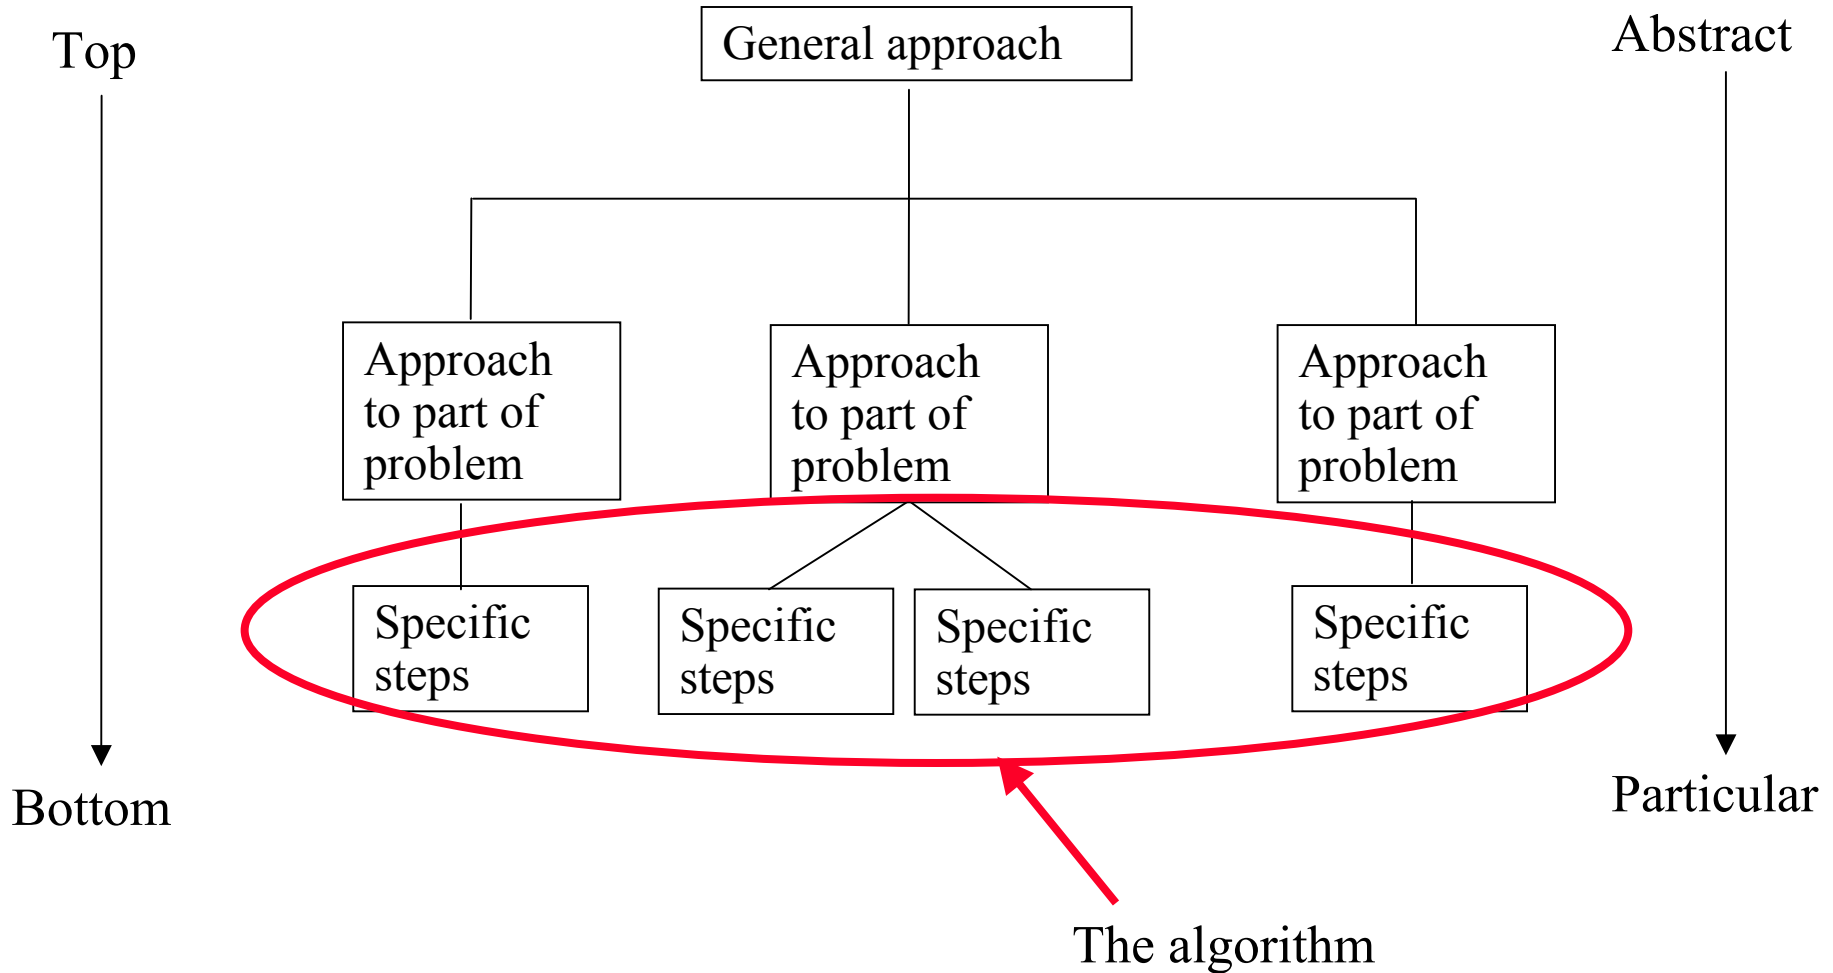 Top
General approach
Abstract
Approach
to part of
problem
Approach
to part of
problem
Approach
to part of
problem
Specific
steps
Specific
steps
Specific
steps
Specific
steps
Bottom
Particular
The algorithm